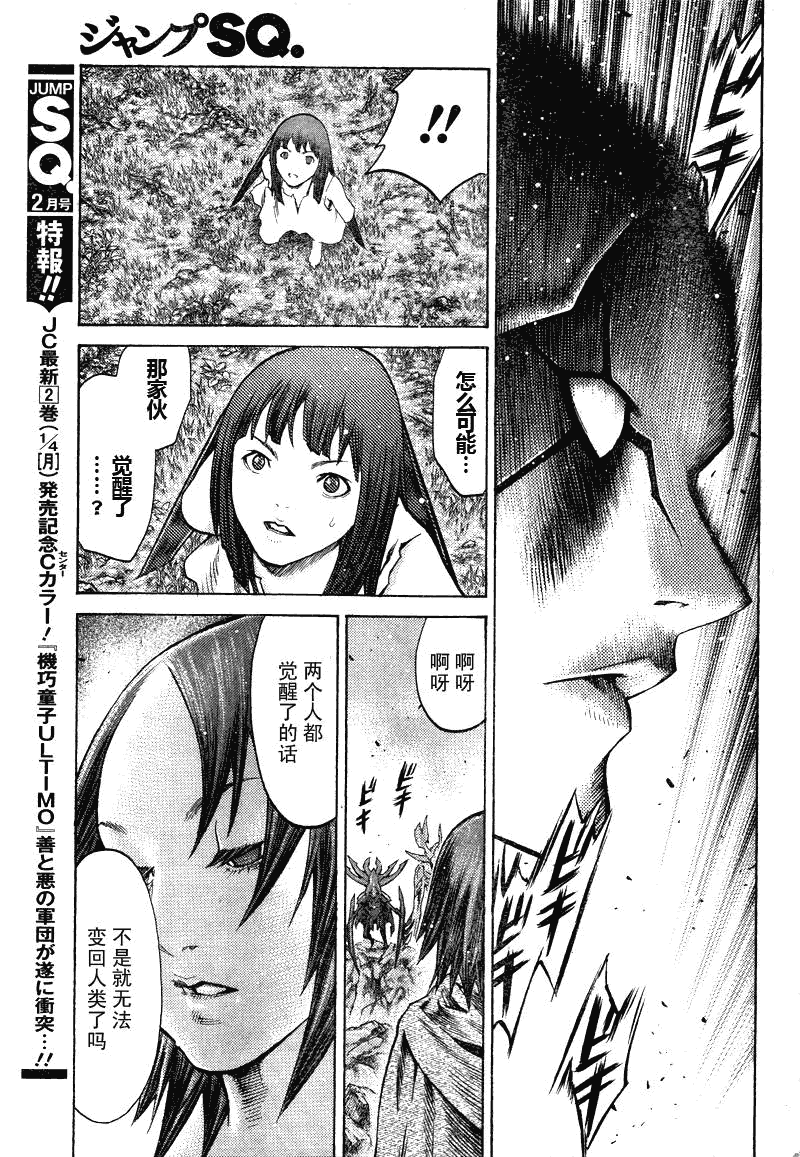 ジャンプSQ.
JUMP
SQ.
2月号
特報!!
JC最新2巻(1/4[月])発売記念Cカラー!『機巧童子ULTIMO』善と悪の軍団が遂に衝突…!!
センター
ビキ
!!
怎么可能…
那家伙
觉醒了
……?
ビキ
ビキ
ビキ
啊呀
啊呀
ビキ
两个人都
觉醒了的话
不是就无法
变回人类了吗